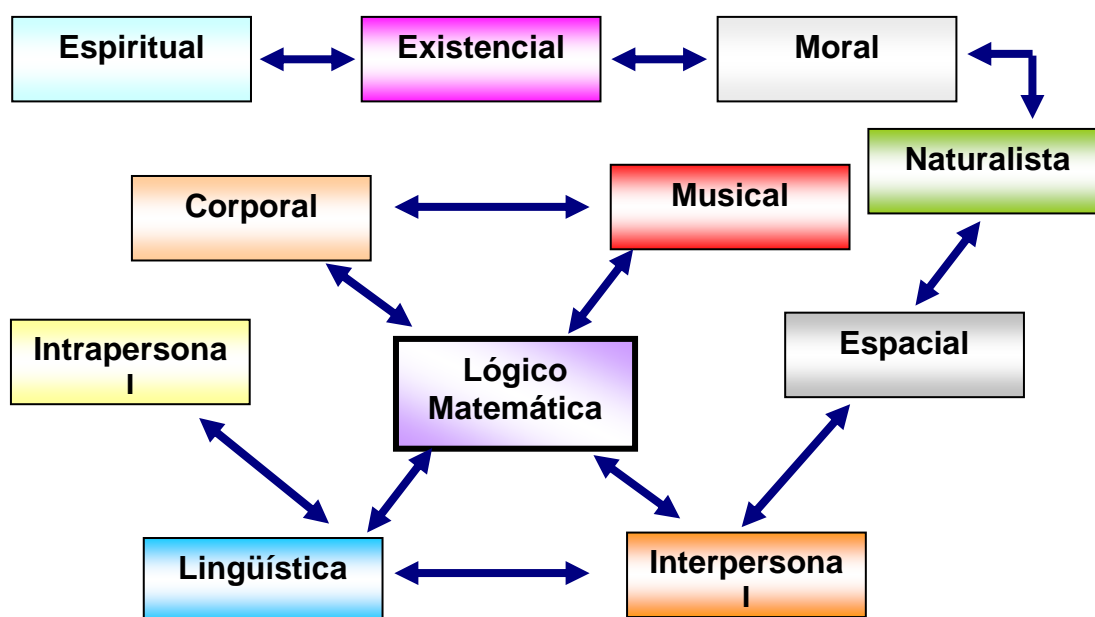 Espiritual
Existencial
Moral
Naturalista
Corporal
Musical
Intrapersona
l
Lógico
Matemática
Espacial
Lingüística
Interpersona
l